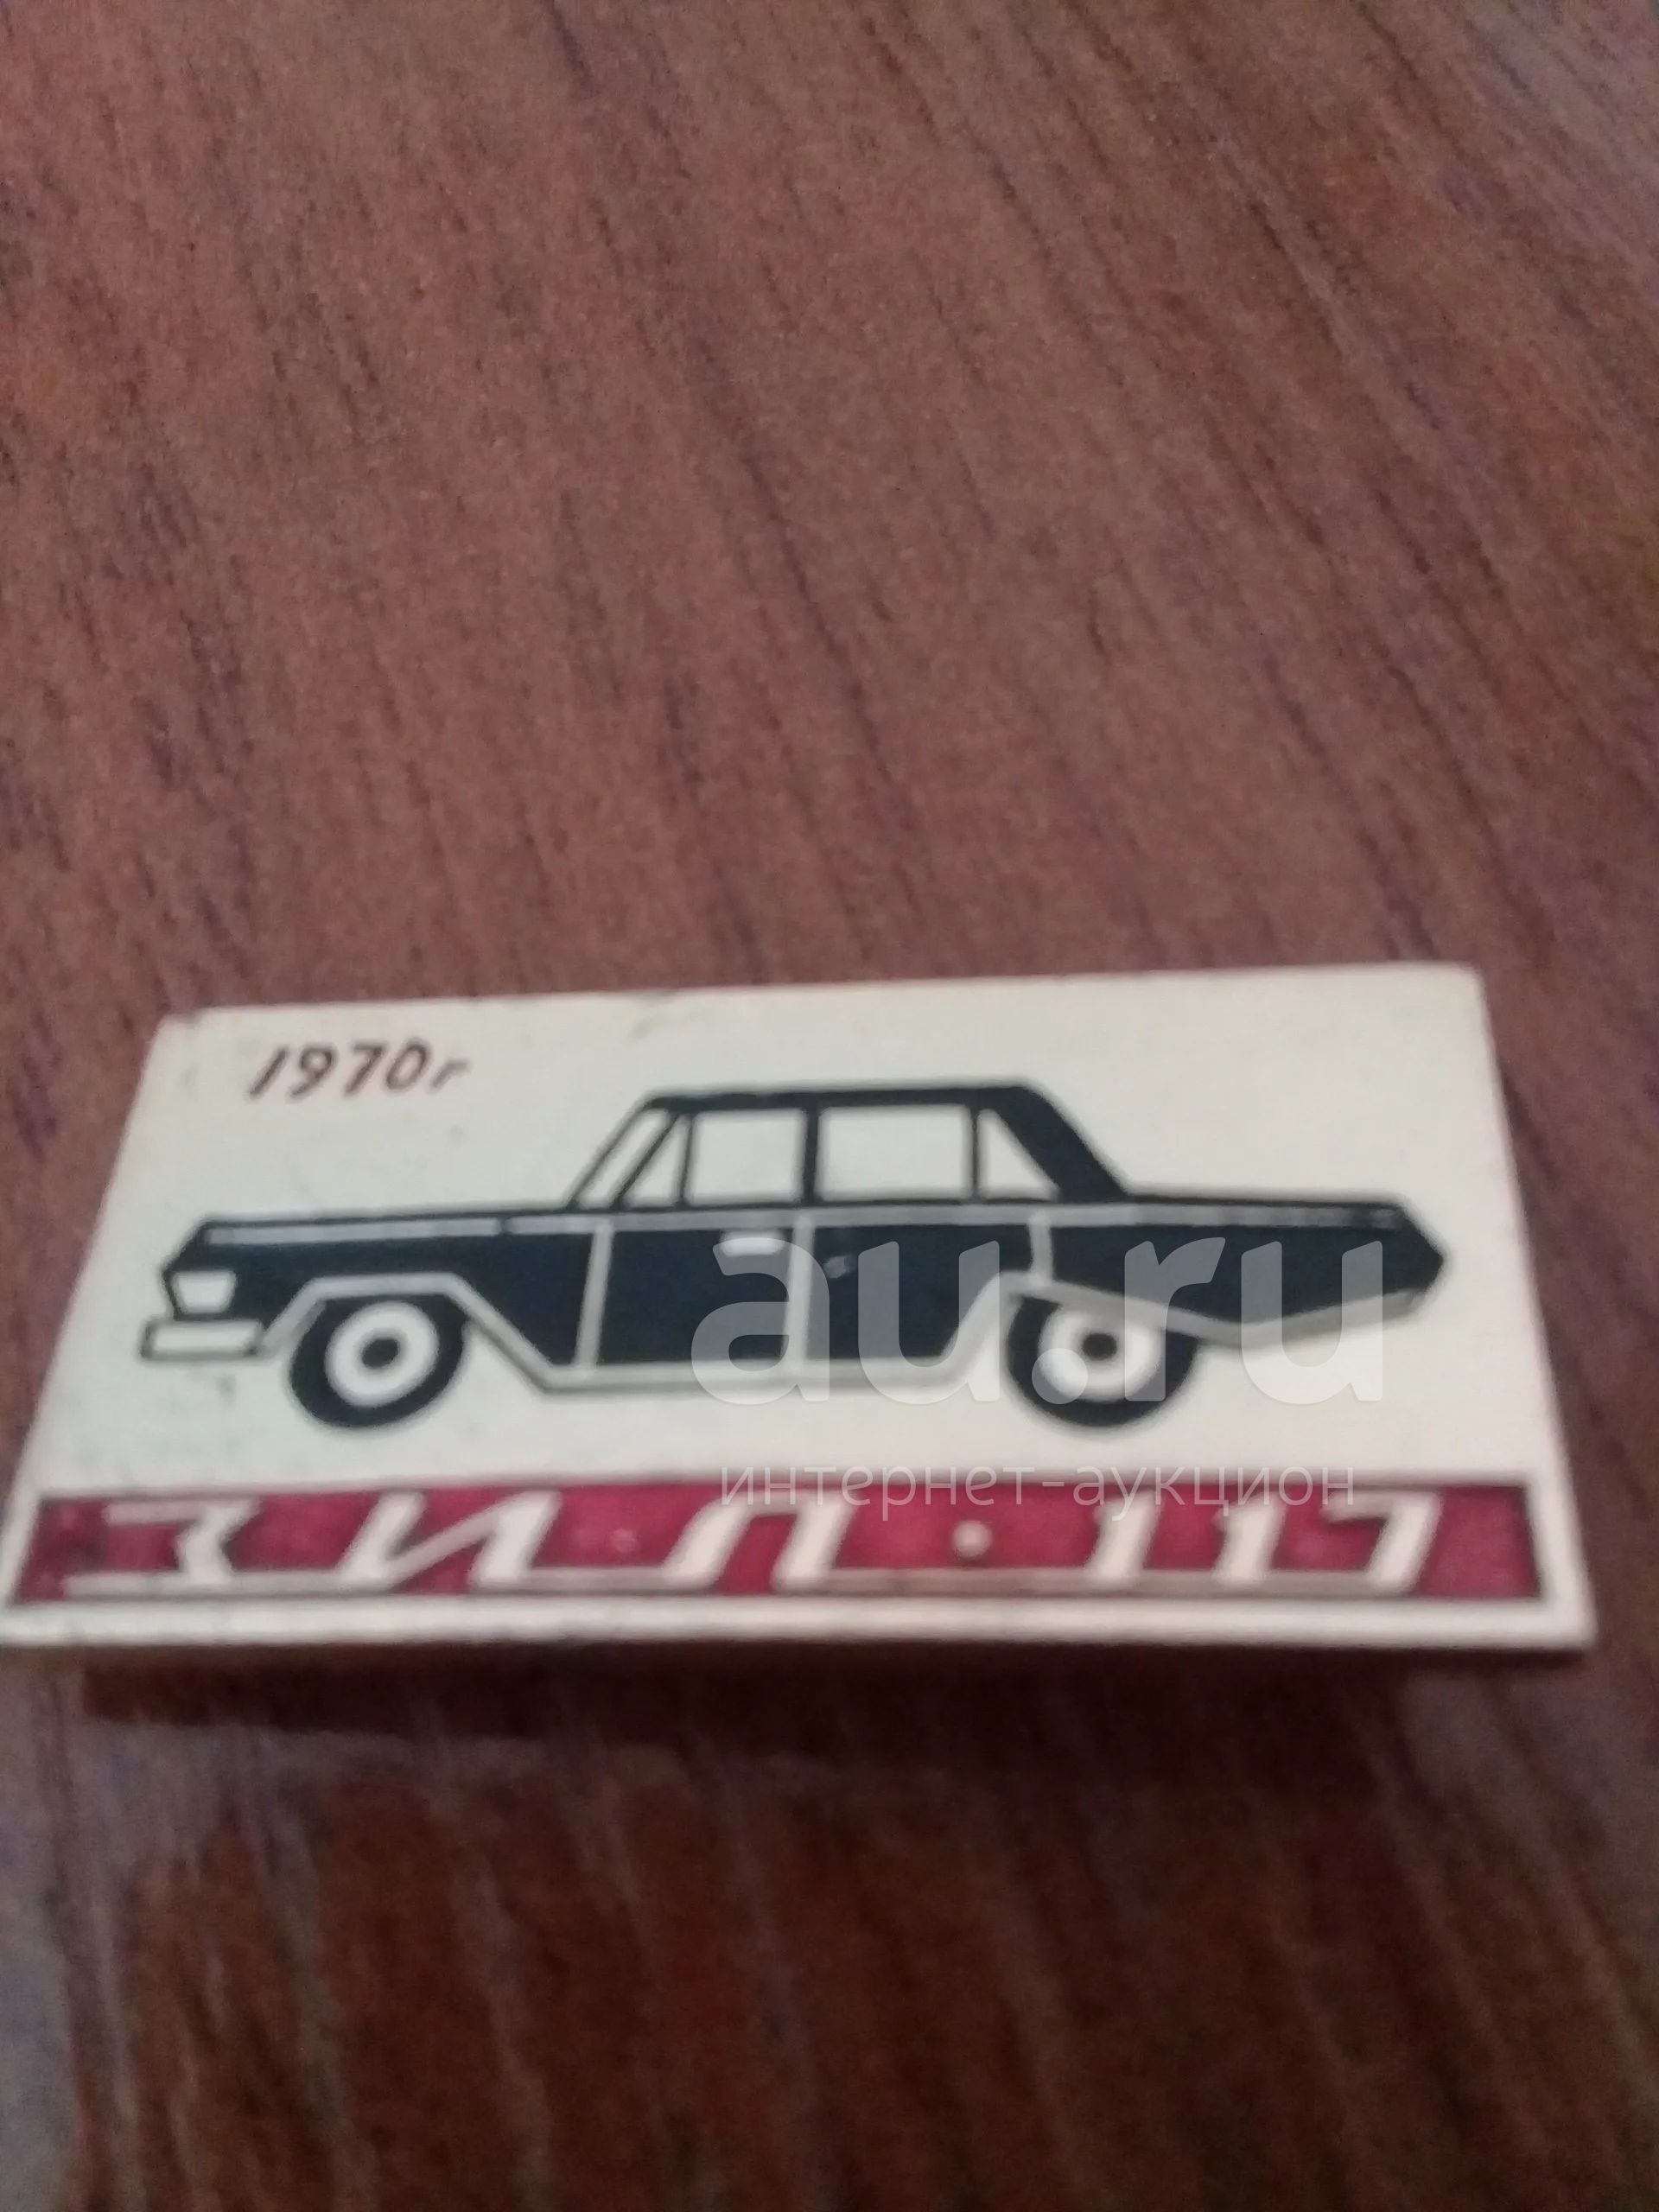 1970г
au.ru
интернет-аукцион
ЗИЛ·117